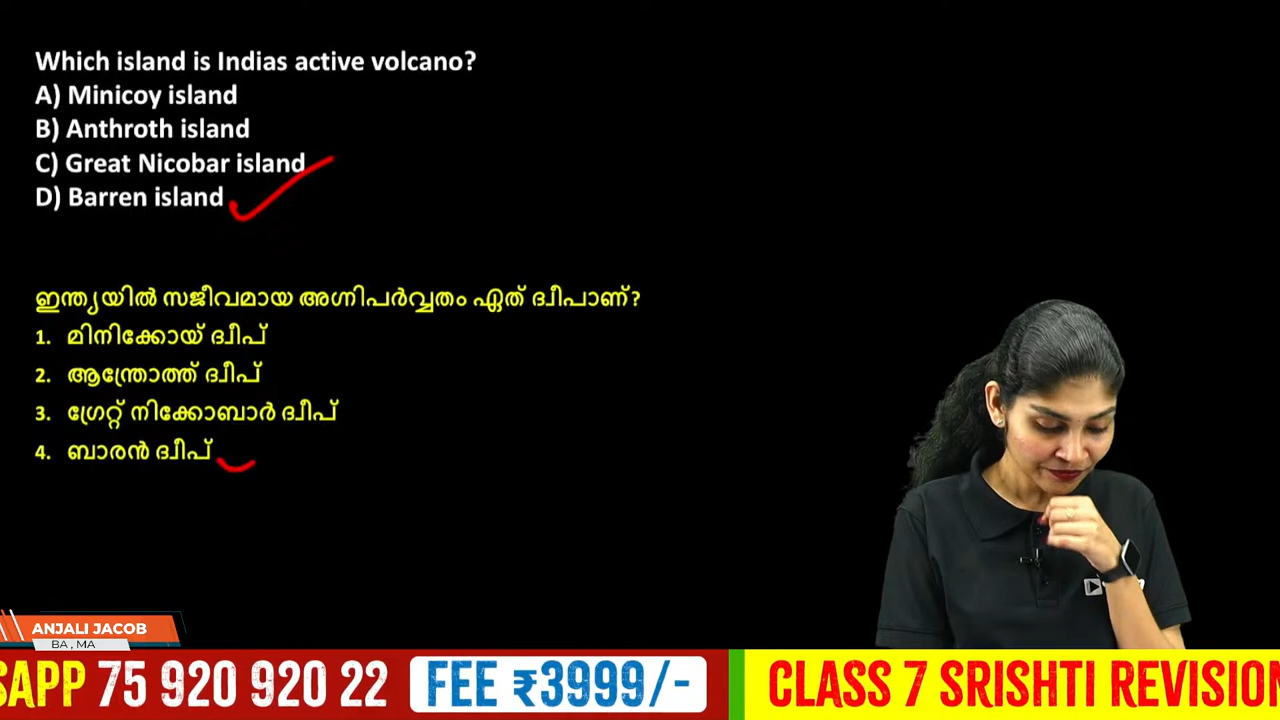 Which island is Indias active volcano?
A) Minicoy island
B) Anthroth island
C) Great Nicobar island
D) Barren island
ഇന്ത്യയിൽ സജീവമായ അഗ്നിപർവ്വതം ഏത് ദ്വീപാണ്?
1. മിനിക്കോയ് ദ്വീപ്
2. ആന്ത്രോത്ത് ദ്വീപ്
3. ഗ്രേറ്റ് നിക്കോബാർ ദ്വീപ്
4. ബാരൻ ദ്വീപ്
ANJALI JACOB
BA , MA
SAPP 75 920 920 22 FEE ₹3999/- CLASS 7 SRISHTI REVISION